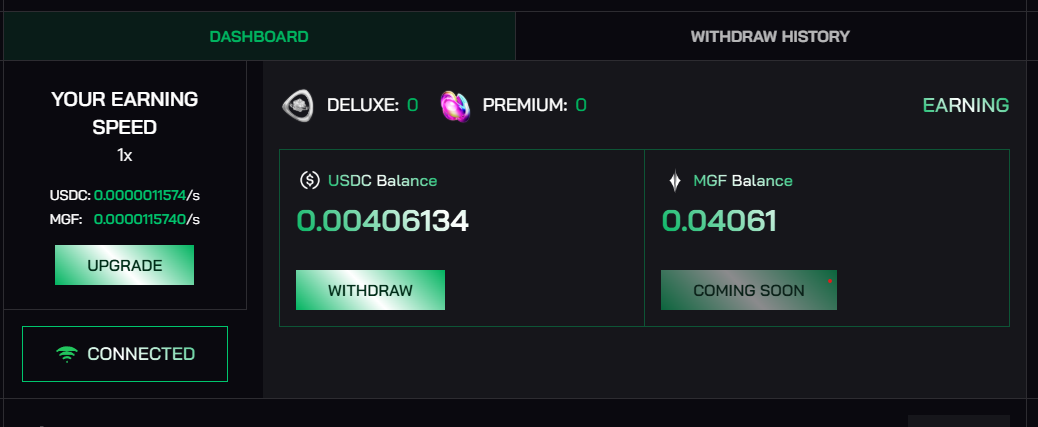 DASHBOARD
WITHDRAW HISTORY
YOUR EARNING
SPEED
1x
USDC: 0.0000011574/s
MGF: 0.0000115740/s
UPGRADE
CONNECTED
DELUXE: 0
PREMIUM: 0
EARNING
USDC Balance
0.00406134
WITHDRAW
MGF Balance
0.04061
COMING SOON